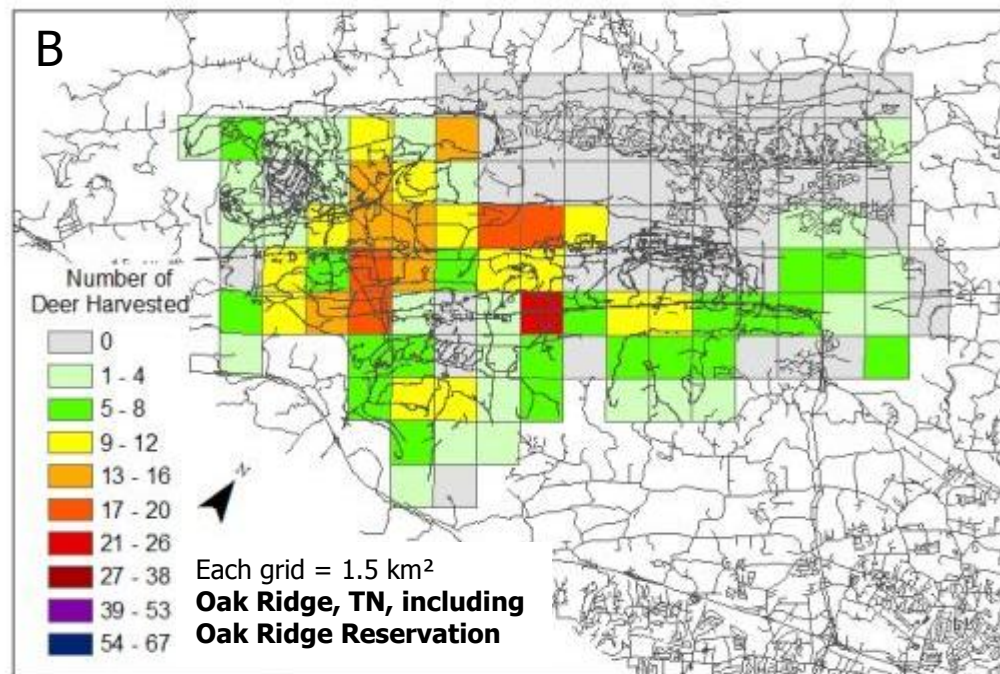 B
Number of
Deer Harvested
0
1 - 4
5 - 8
9 - 12
13 - 16
17 - 20
21 - 26
27 - 38
39 - 53
54 - 67
N
Each grid = 1.5 km²
Oak Ridge, TN, including
Oak Ridge Reservation